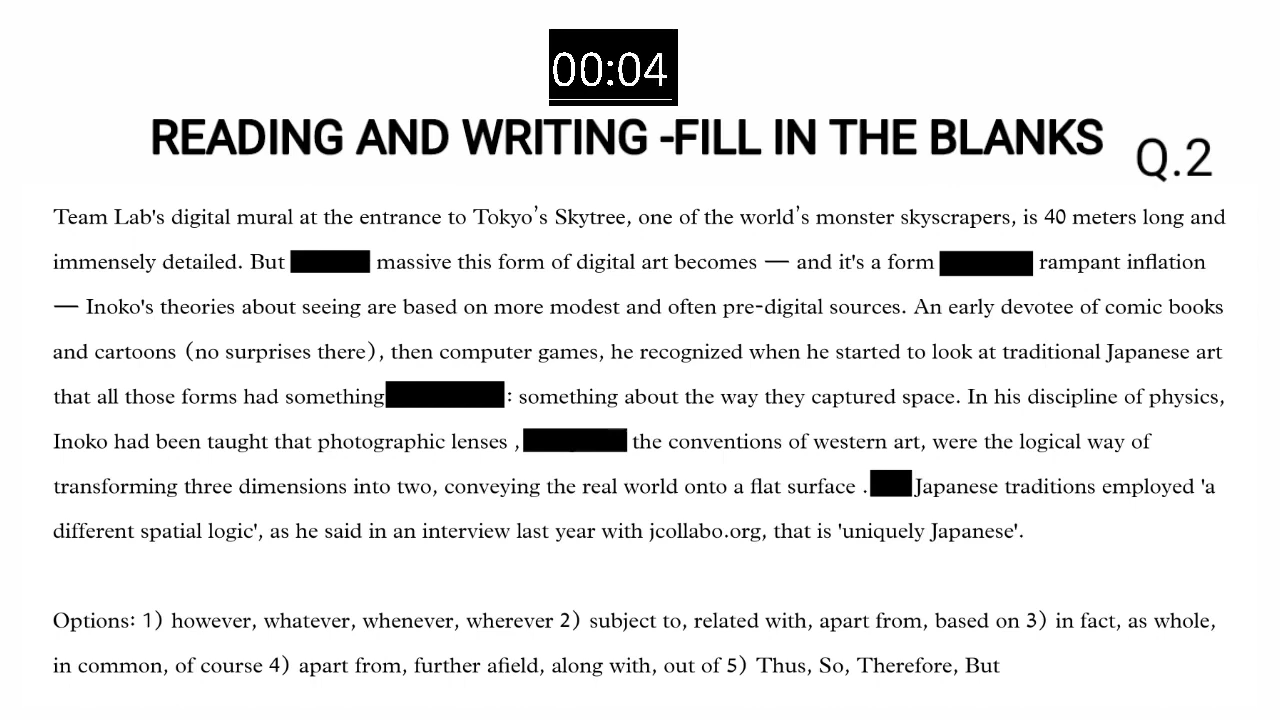 00:04
READING AND WRITING -FILL IN THE BLANKS
Q.2
Team Lab's digital mural at the entrance to Tokyo’s Skytree, one of the world’s monster skyscrapers, is 40 meters long and
immensely detailed. But massive this form of digital art becomes — and it's a form rampant inflation
— Inoko's theories about seeing are based on more modest and often pre-digital sources. An early devotee of comic books
and cartoons (no surprises there), then computer games, he recognized when he started to look at traditional Japanese art
that all those forms had something : something about the way they captured space. In his discipline of physics,
Inoko had been taught that photographic lenses , the conventions of western art, were the logical way of
transforming three dimensions into two, conveying the real world onto a flat surface . Japanese traditions employed 'a
different spatial logic', as he said in an interview last year with jcollabo.org, that is 'uniquely Japanese'.
Options: 1) however, whatever, whenever, wherever 2) subject to, related with, apart from, based on 3) in fact, as whole,
in common, of course 4) apart from, further afield, along with, out of 5) Thus, So, Therefore, But